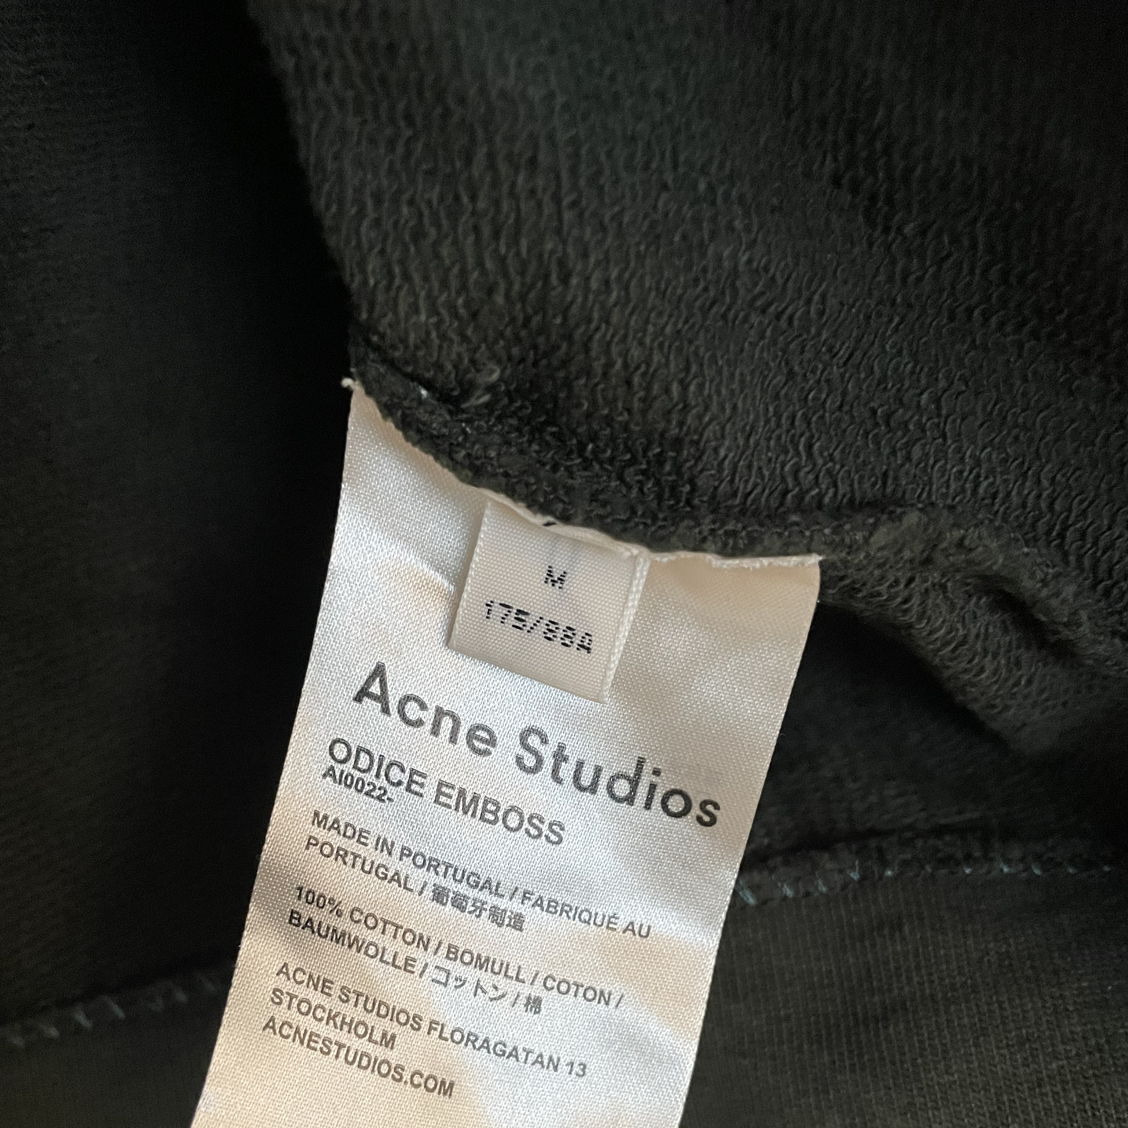 M
175/88A
Acne Studios
ODICE EMBOSS
AI0022-
MADE IN PORTUGAL / FABRIQUÉ AU
PORTUGAL / 葡萄牙制造
100% COTTON / BOMULL / COTON /
BAUMWOLLE / コットン / 棉
ACNE STUDIOS FLORAGATAN 13
STOCKHOLM
ACNESTUDIOS.COM